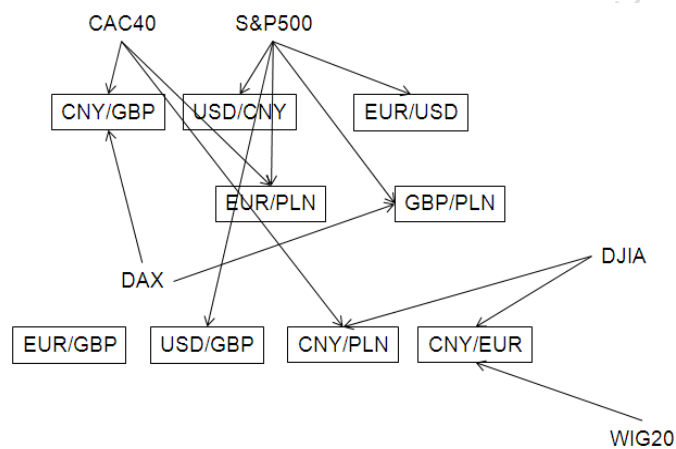 CAC40 S&P500
CNY/GBP USD/CNY EUR/USD
EUR/PLN GBP/PLN
DJIA
DAX
EUR/GBP USD/GBP CNY/PLN CNY/EUR
WIG20